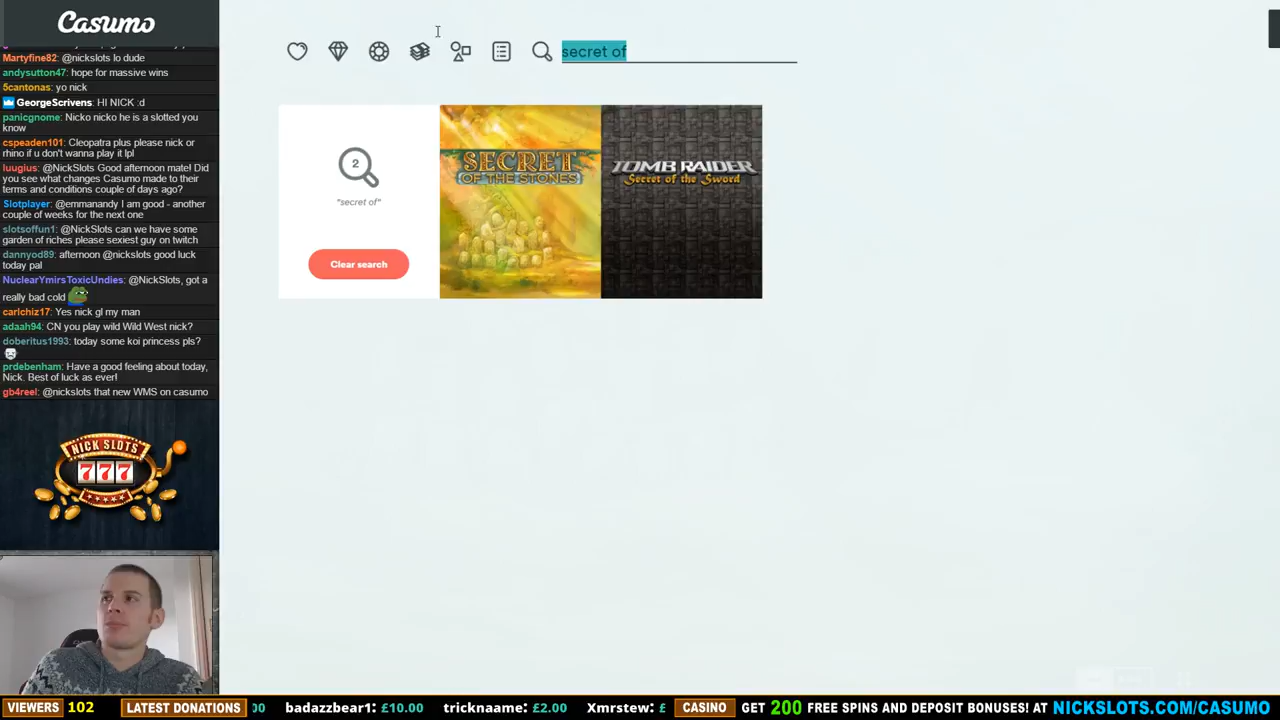 Casumo
secret of
Martyfine82: @nickslots lo dude
andysutton47: hope for massive wins
5cantonas: yo nick
GeorgeScrivens: HI NICK :d
panicgnome: Nicko nicko he is a slotted you
know
cspeaden101: Cleopatra plus please nick or
rhino if u don't wanna play it lpl
luugius: @NickSlots Good afternoon mate! Did
you see what changes Casumo made to their
terms and conditions couple of days ago?
Slotplayer: @emmanandy I am good - another
couple of weeks for the next one
slotsoffun1: @NickSlots can we have some
garden of riches please sexiest guy on twitch
dannyod89: afternoon @nickslots good luck
today pal
NuclearYmirsToxicUndies: @NickSlots, got a
really bad cold
carlchiz17: Yes nick gl my man
adaah94: CN you play wild Wild West nick?
doberitus1993: today some koi princess pls?
prdebenham: Have a good feeling about today,
Nick. Best of luck as ever!
gb4reel: @nickslots that new WMS on casumo
2
"secret of"
Clear search
SECRET
OF THE STONES
TOMB RAIDER
Secret of the Sword
NICK SLOTS
777
VIEWERS 102 LATEST DONATIONS 00 badazzbear1: £10.00 trickname: £2.00 Xmrstew: £ CASINO GET 200 FREE SPINS AND DEPOSIT BONUSES! AT NICKSLOTS.COM/CASUMO